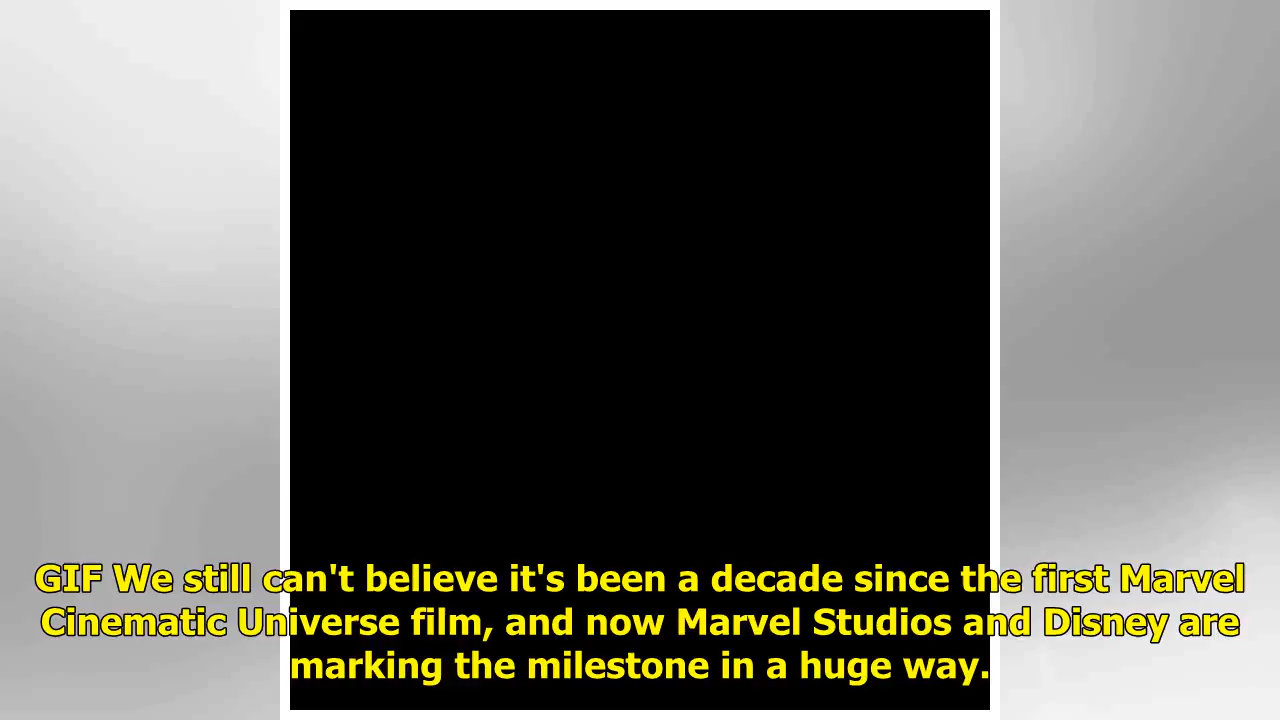 GIF We still can't believe it's been a decade since the first Marvel
Cinematic Universe film, and now Marvel Studios and Disney are
marking the milestone in a huge way.